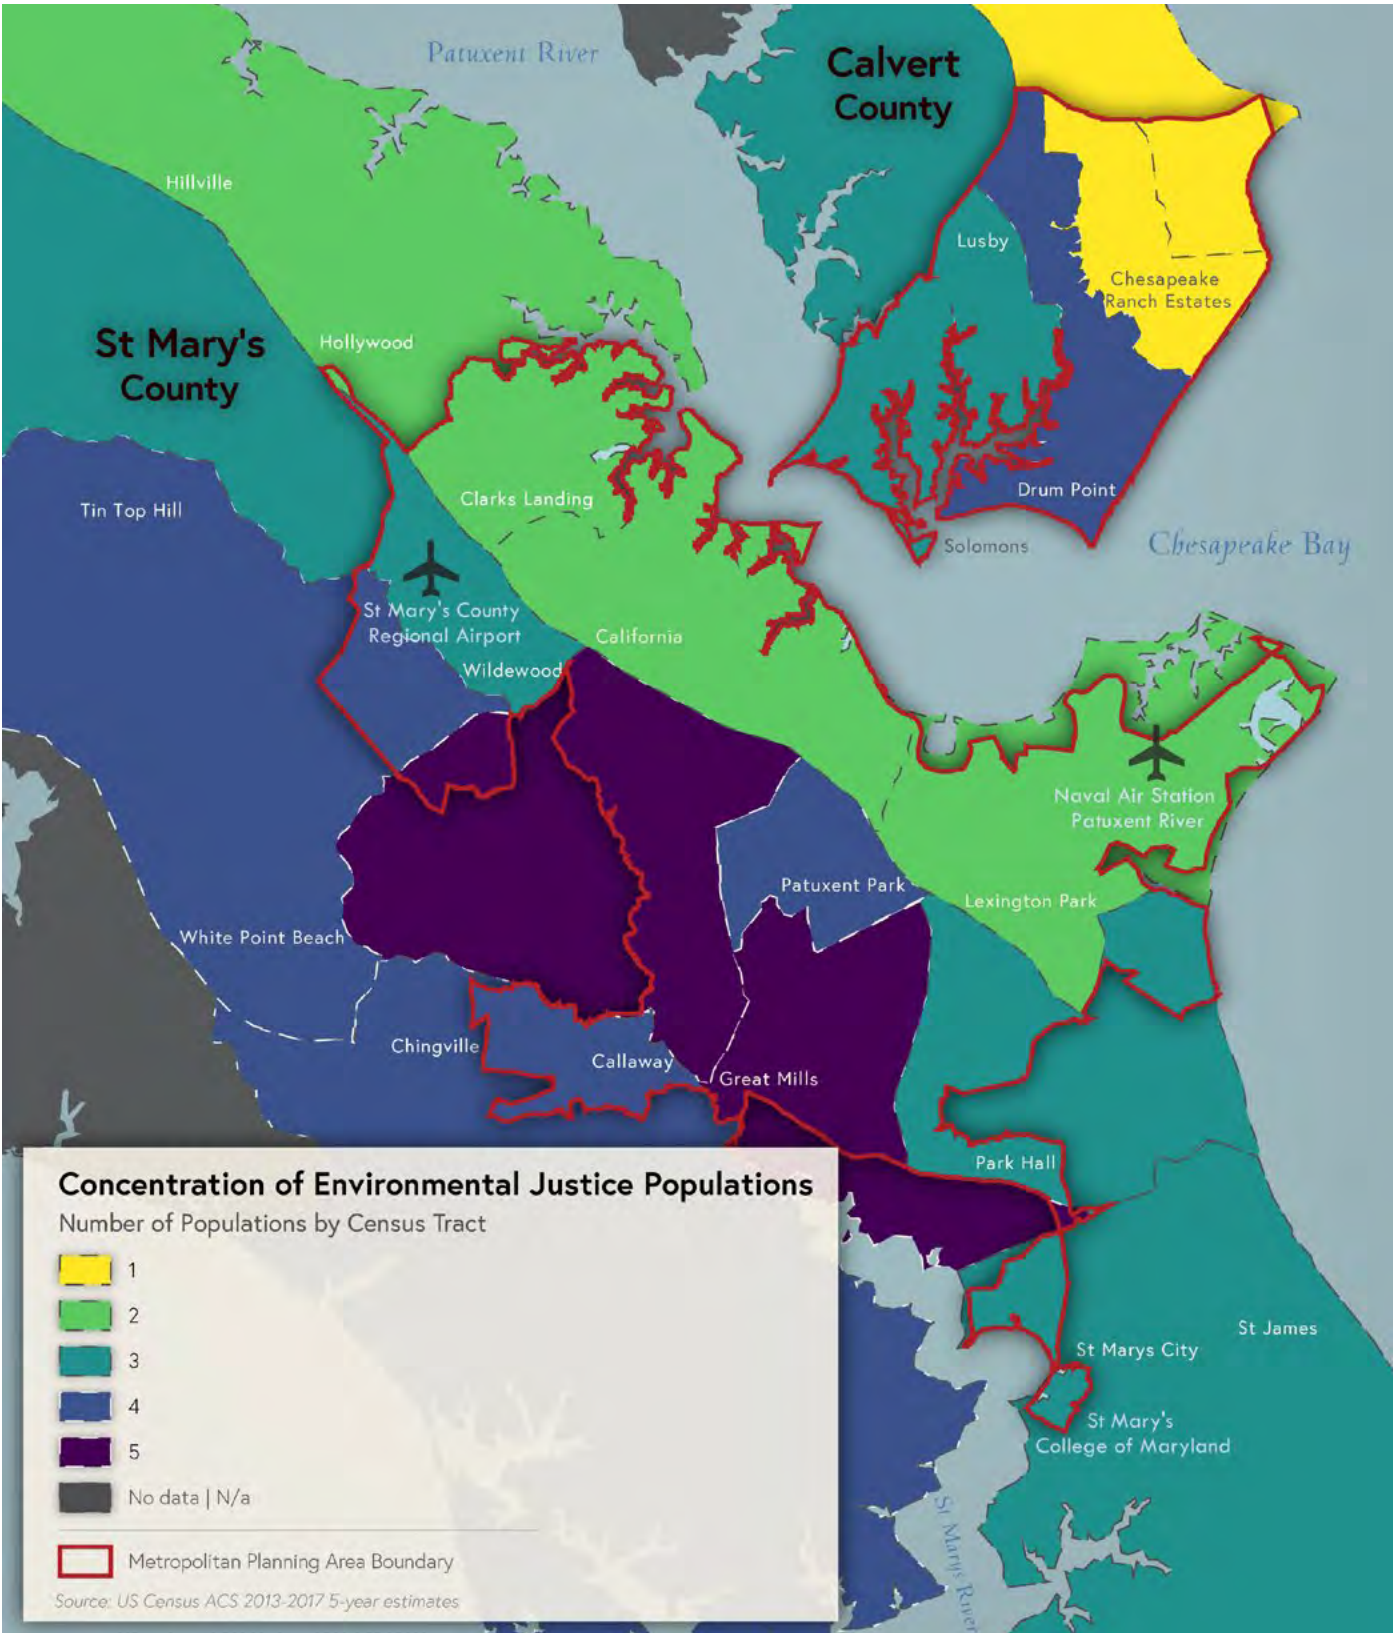 Patuxent River
Calvert
County
Hillville
Lusby
Chesapeake
Ranch Estates
St Mary's
County
Hollywood
Clarks Landing
Tin Top Hill
Drum Point
Solomons
Chesapeake Bay
St Mary's County
Regional Airport
California
Wildewood
Naval Air Station
Patuxent River
Patuxent Park
Lexington Park
White Point Beach
Chingville
Callaway
Great Mills
Park Hall
St James
St Marys City
St Mary's
College of Maryland
St Marys River
Concentration of Environmental Justice Populations
Number of Populations by Census Tract
1
2
3
4
5
No data | N/a
Metropolitan Planning Area Boundary
Source: US Census ACS 2013-2017 5-year estimates